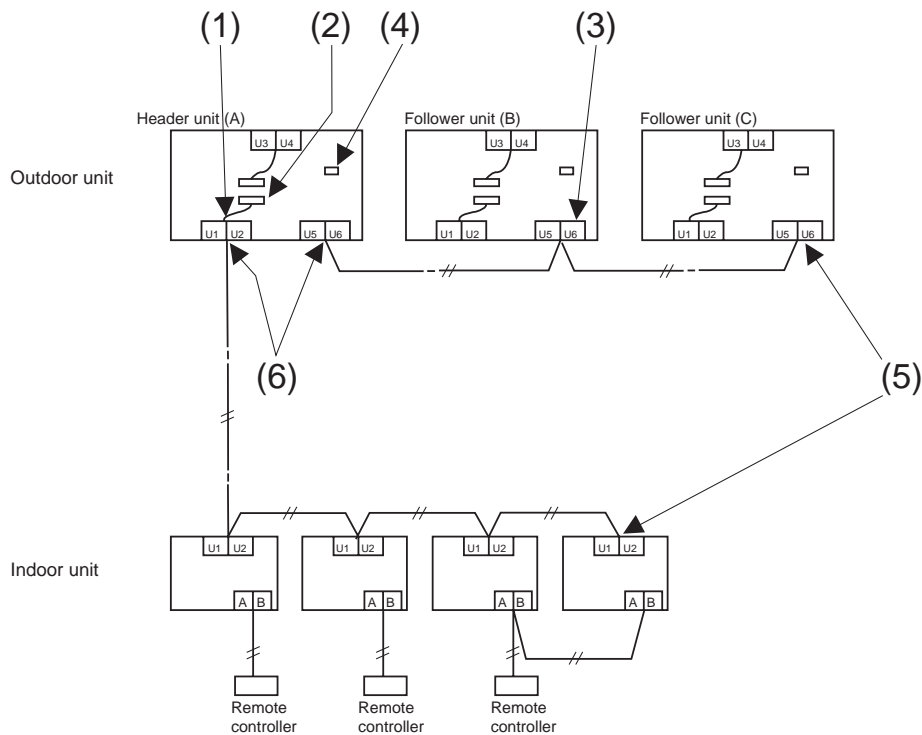 (1) (2) (4) (3)
Header unit (A) Follower unit (B) Follower unit (C)
U3 U4 U3 U4 U3 U4
Outdoor unit
U1 U2 U5 U6 U1 U2 U5 U6 U1 U2 U5 U6
(6) (5)
U1 U2 U1 U2 U1 U2 U1 U2
Indoor unit
A B A B A B A B
Remote controller
Remote controller
Remote controller